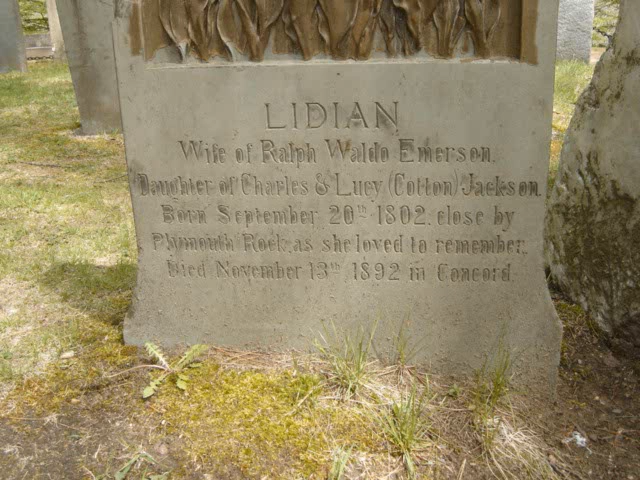 LIDIAN
Wife of Ralph Waldo Emerson.
Daughter of Charles & Lucy (Cotton) Jackson.
Born September 20th 1802. close by
Plymouth Rock, as she loved to remember.
Died November 13th 1892 in Concord.